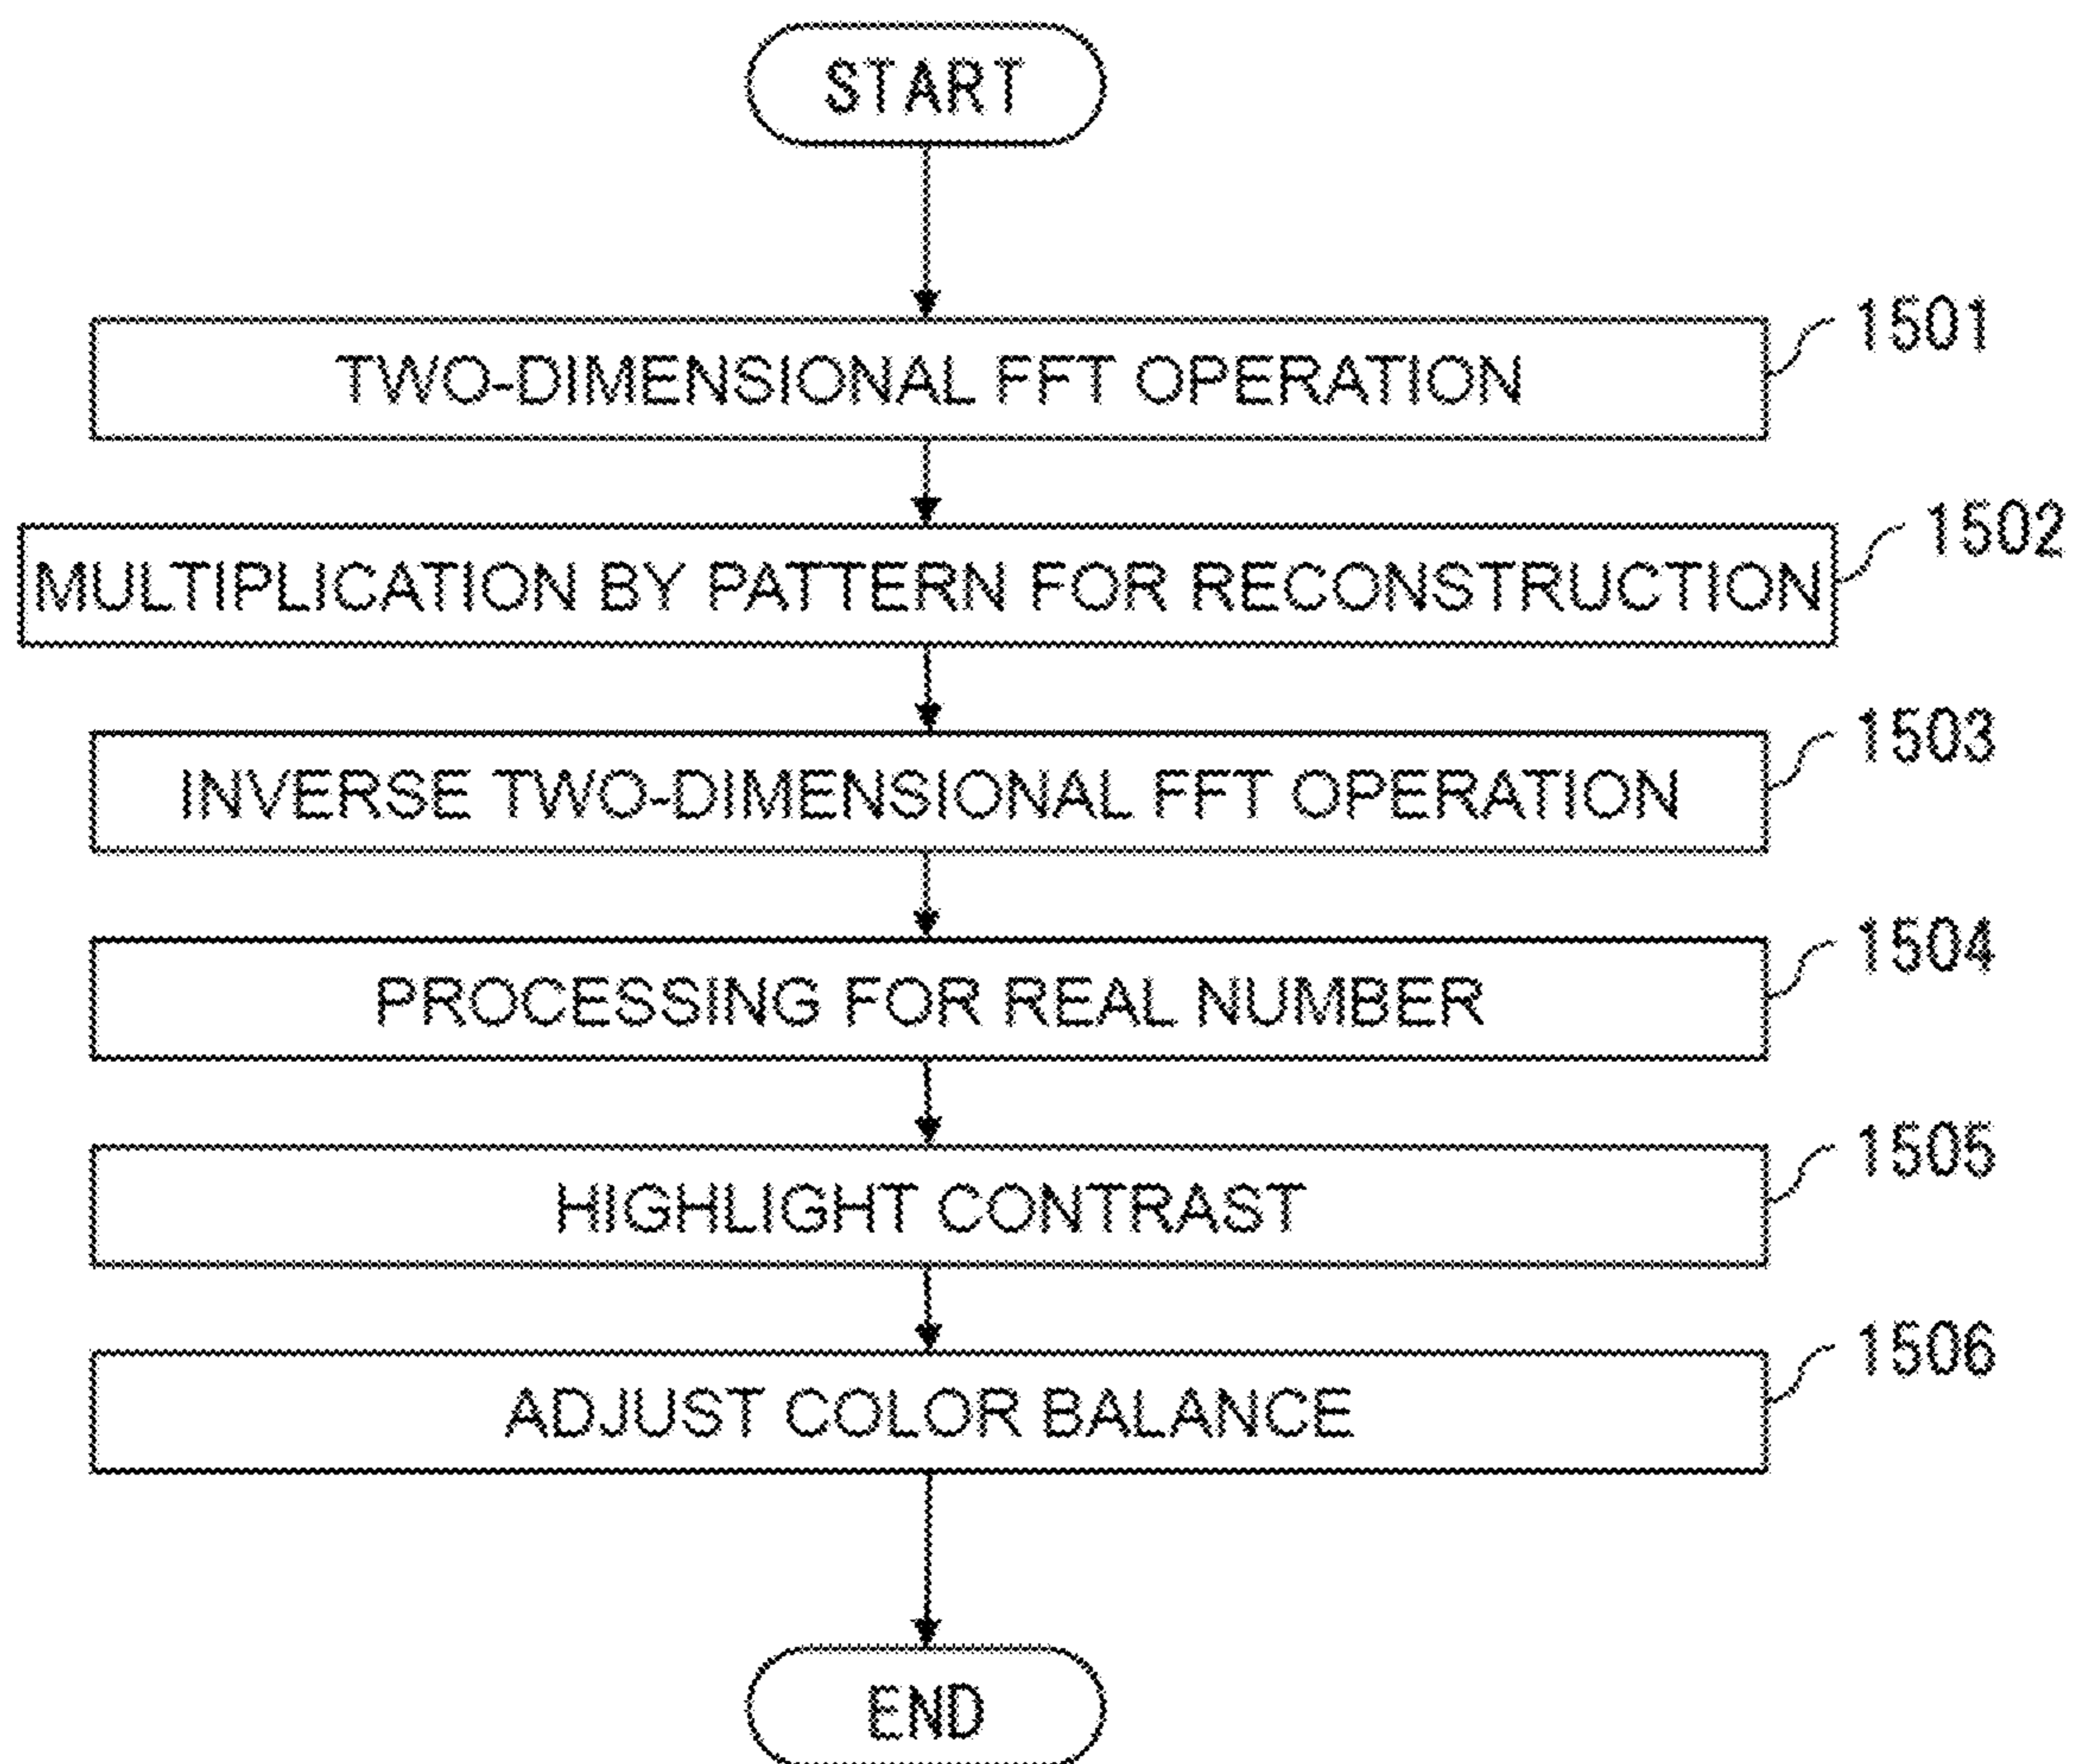 START
TWO-DIMENSIONAL FFT OPERATION
1501
MULTIPLICATION BY PATTERN FOR RECONSTRUCTION
1502
INVERSE TWO-DIMENSIONAL FFT OPERATION
1503
PROCESSING FOR REAL NUMBER
1504
HIGHLIGHT CONTRAST
1505
ADJUST COLOR BALANCE
1506
END